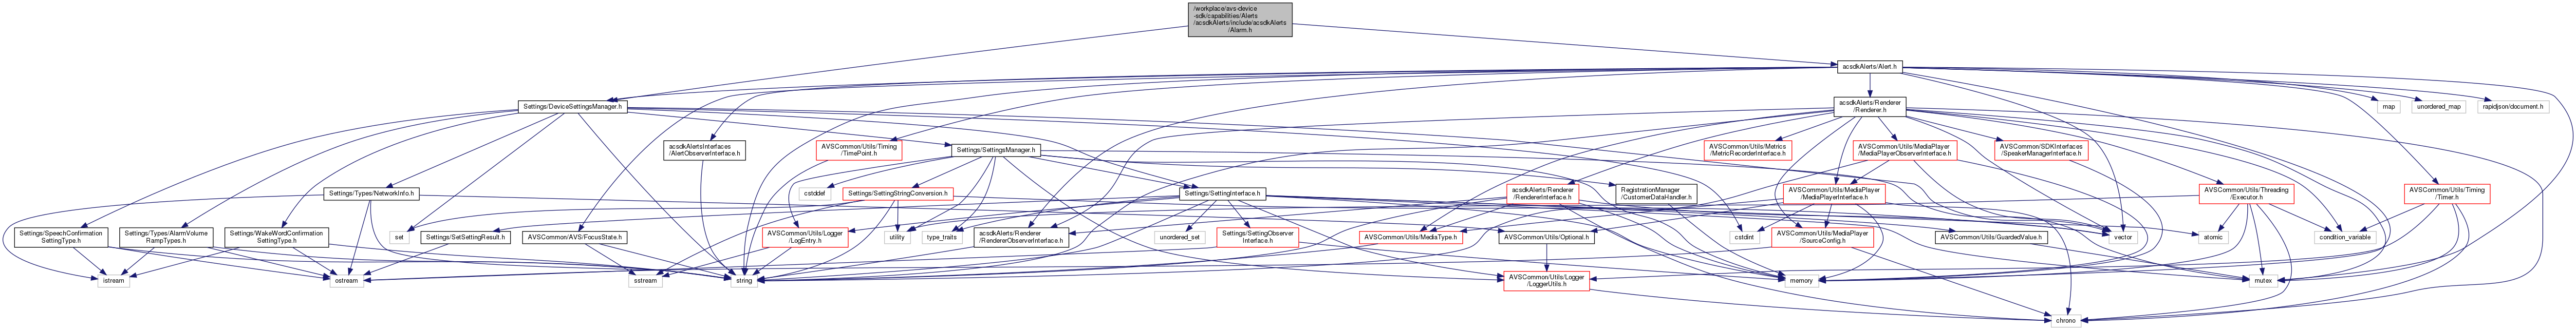 /workplace/avs-device
-sdk/capabilities/Alerts
/acsdkAlerts/include/acsdkAlerts
/Alarm.h
acsdkAlerts/Alert.h
Settings/DeviceSettingsManager.h
acsdkAlerts/Renderer
/Renderer.h
map
unordered_map
rapidjson/document.h
acsdkAlertsInterfaces
/AlertObserverInterface.h
AVSCommon/Utils/Timing
/TimePoint.h
Settings/SettingsManager.h
AVSCommon/Utils/Metrics
/MetricRecorderInterface.h
AVSCommon/Utils/MediaPlayer
/MediaPlayerObserverInterface.h
AVSCommon/SDKInterfaces
/SpeakerManagerInterface.h
Settings/Types/NetworkInfo.h
cstddef
Settings/SettingStringConversion.h
Settings/SettingInterface.h
RegistrationManager
/CustomerDataHandler.h
acsdkAlerts/Renderer
/RendererInterface.h
AVSCommon/Utils/MediaPlayer
/MediaPlayerInterface.h
AVSCommon/Utils/Threading
/Executor.h
AVSCommon/Utils/Timing
/Timer.h
Settings/SpeechConfirmation
SettingType.h
Settings/Types/AlarmVolume
RampTypes.h
Settings/WakeWordConfirmation
SettingType.h
set
Settings/SetSettingResult.h
AVSCommon/AVS/FocusState.h
AVSCommon/Utils/Logger
/LogEntry.h
utility
type_traits
acsdkAlerts/Renderer
/RendererObserverInterface.h
unordered_set
Settings/SettingObserver
Interface.h
AVSCommon/Utils/MediaType.h
AVSCommon/Utils/Optional.h
cstdint
AVSCommon/Utils/MediaPlayer
/SourceConfig.h
AVSCommon/Utils/GuardedValue.h
vector
atomic
condition_variable
istream
ostream
sstream
string
AVSCommon/Utils/Logger
/LoggerUtils.h
memory
mutex
chrono